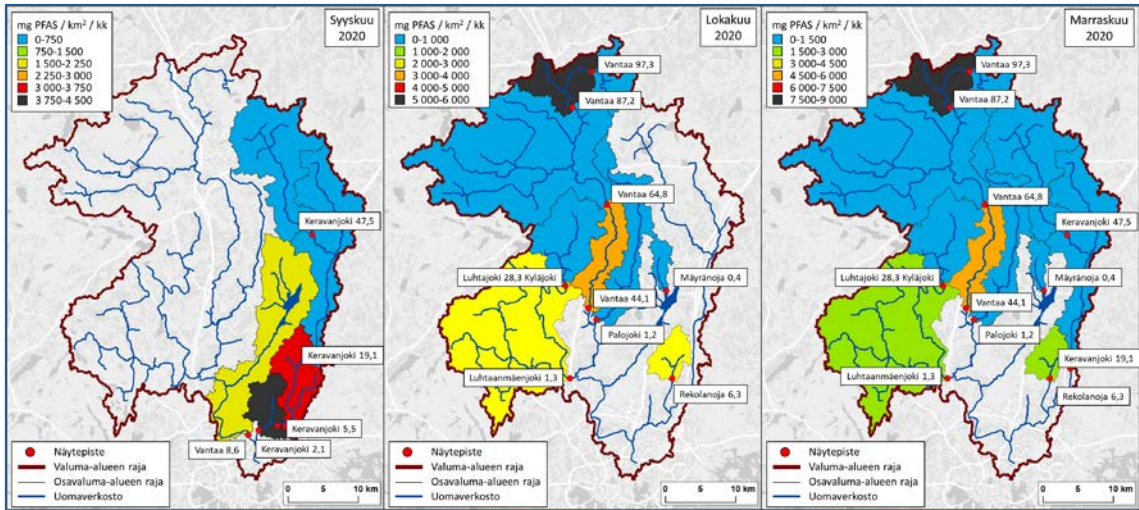 mg PFAS / km² / kk
0-750
750-1 500
1 500-2 250
2 250-3 000
3 000-3 750
3 750-4 500
Syyskuu
2020
Keravanjoki 47,5
Keravanjoki 19,1
Keravanjoki 5,5
Vantaa 8,6
Keravanjoki 2,1
Näytepiste
Valuma-alueen raja
Osavaluma-alueen raja
Uomaverkosto
0 10 km
mg PFAS / km² / kk
0-1 000
1 000-2 000
2 000-3 000
3 000-4 000
4 000-5 000
5 000-6 000
Lokakuu
2020
Vantaa 97,3
Vantaa 87,2
Vantaa 64,8
Luhtajoki 28,3 Kyläjoki
Mäyränoja 0,4
Vantaa 44,1
Palojoki 1,2
Luhtaanmäenjoki 1,3
Rekolanoja 6,3
Näytepiste
Valuma-alueen raja
Osavaluma-alueen raja
Uomaverkosto
0 10 km
mg PFAS / km² / kk
0-1 500
1 500-3 000
3 000-4 500
4 500-6 000
6 000-7 500
7 500-9 000
Marraskuu
2020
Vantaa 97,3
Vantaa 87,2
Vantaa 64,8
Keravanjoki 47,5
Luhtajoki 28,3 Kyläjoki
Mäyränoja 0,4
Vantaa 44,1
Palojoki 1,2
Keravanjoki 19,1
Luhtaanmäenjoki 1,3
Rekolanoja 6,3
Näytepiste
Valuma-alueen raja
Osavaluma-alueen raja
Uomaverkosto
0 10 km